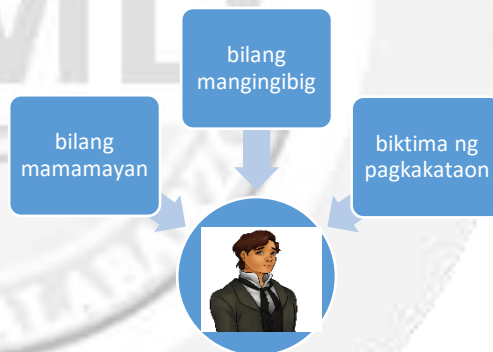 bilang
mangingibig
bilang
mamamayan
biktima ng
pagkakataon